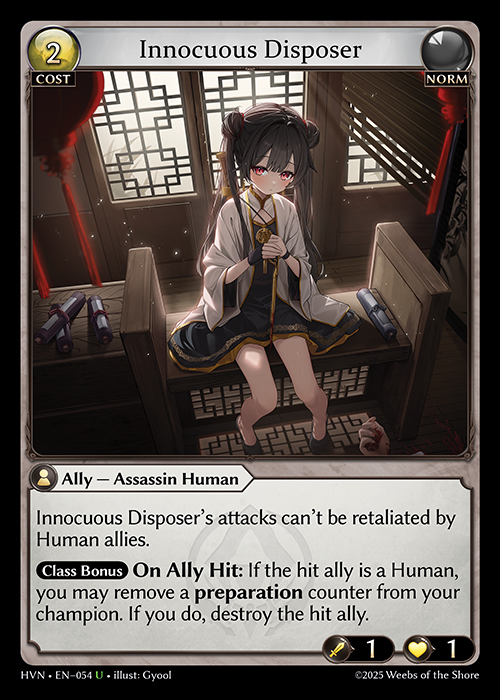 2 Innocuous Disposer
COST NORM
Ally — Assassin Human
Innocuous Disposer's attacks can't be retaliated by
Human allies.
Class Bonus On Ally Hit: If the hit ally is a Human,
you may remove a preparation counter from your
champion. If you do, destroy the hit ally.
1 1
HVN • EN–054 U • illust: Gyool ©2025 Weebs of the Shore